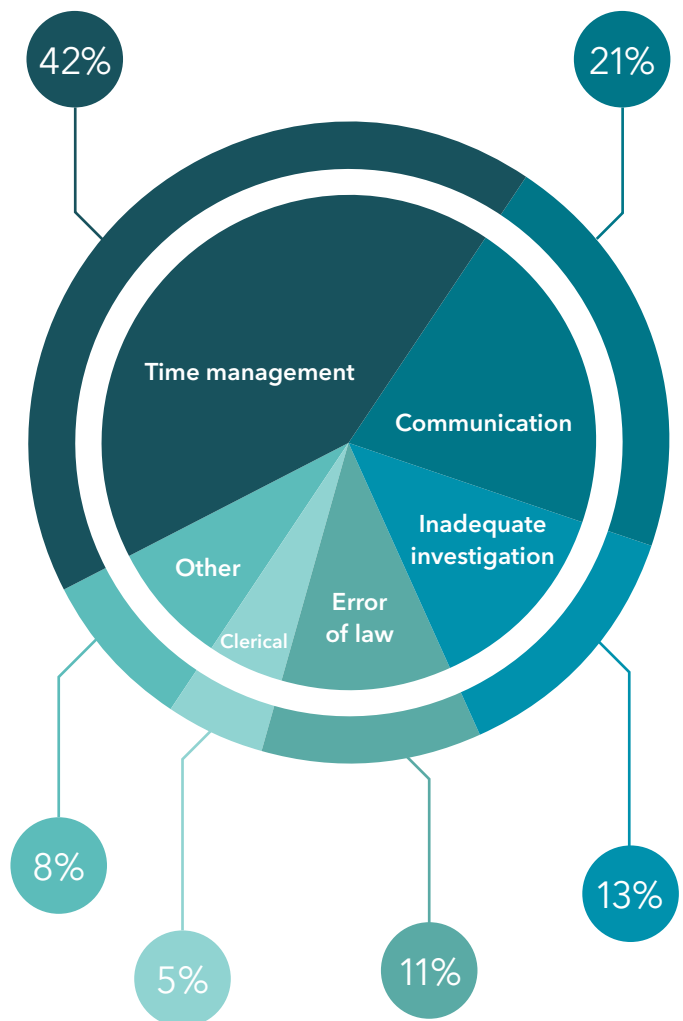 42%
21%
Time management
Communication
Inadequate
investigation
Other
Error
of law
Clerical
8%
13%
11%
5%